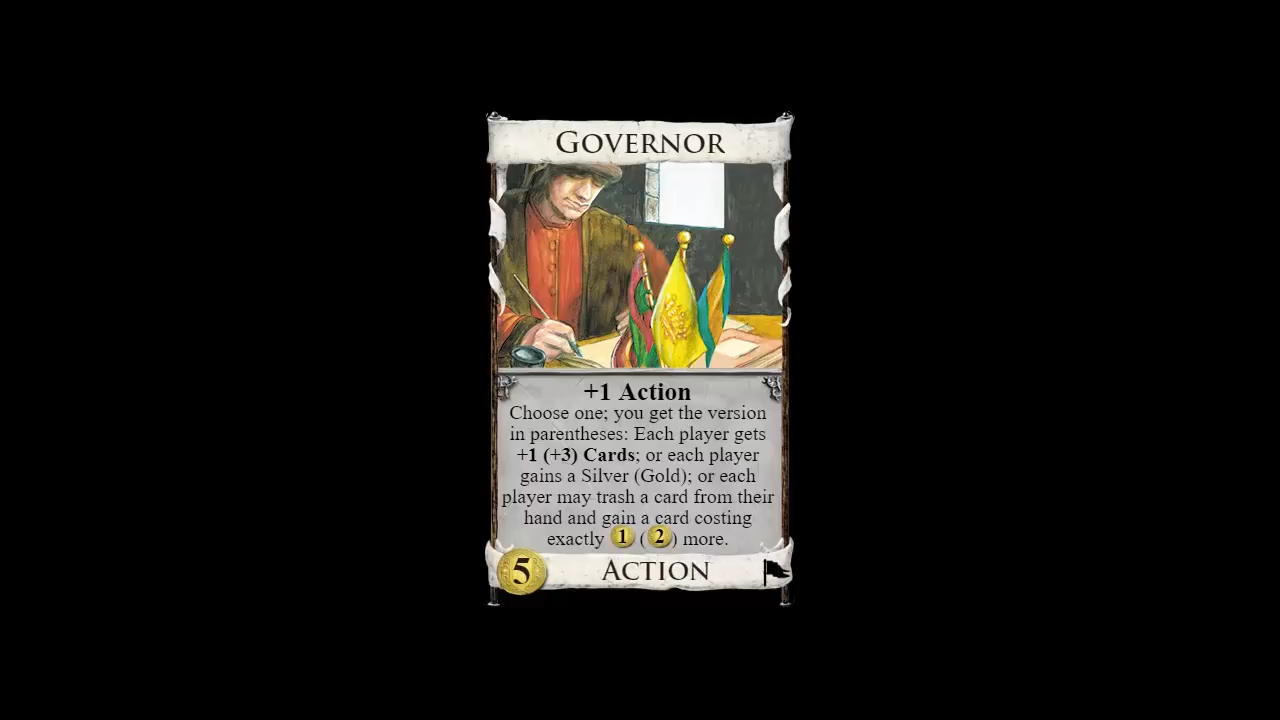 GOVERNOR
+1 Action
Choose one; you get the version
in parentheses: Each player gets
+1 (+3) Cards; or each player
gains a Silver (Gold); or each
player may trash a card from their
hand and gain a card costing
exactly 1 (2) more.
5 ACTION